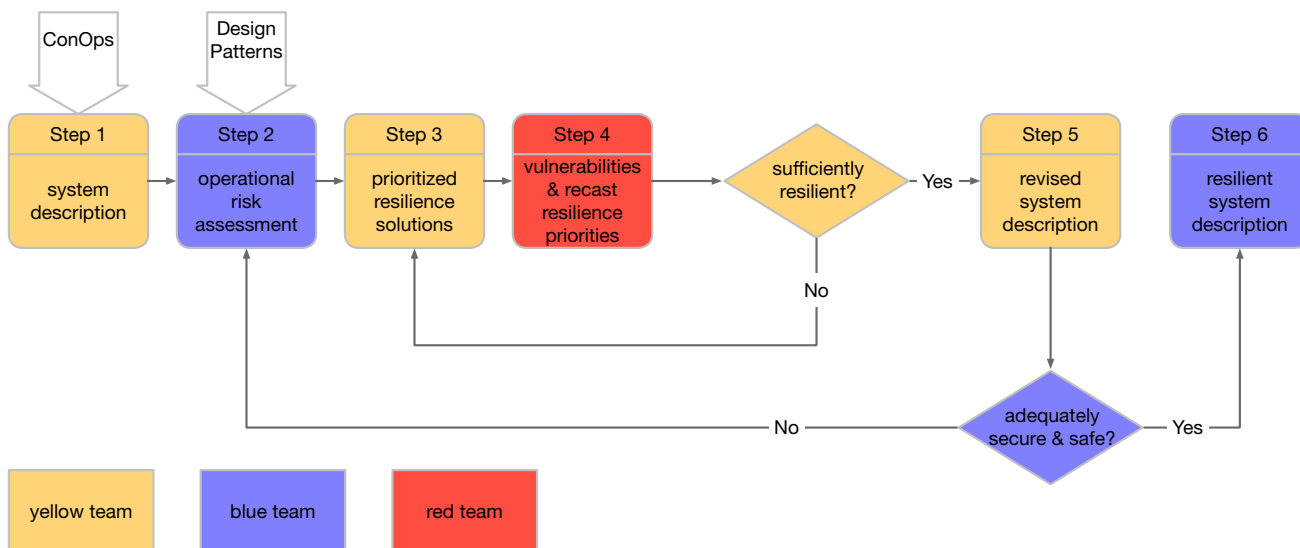 ConOps
Design
Patterns
Step 1
system
description
Step 2
operational
risk
assessment
Step 3
prioritized
resilience
solutions
Step 4
vulnerabilities
& recast
resilience
priorities
sufficiently
resilient?
Yes
No
Step 5
revised
system
description
Step 6
resilient
system
description
adequately
secure & safe?
No
Yes
yellow team
blue team
red team